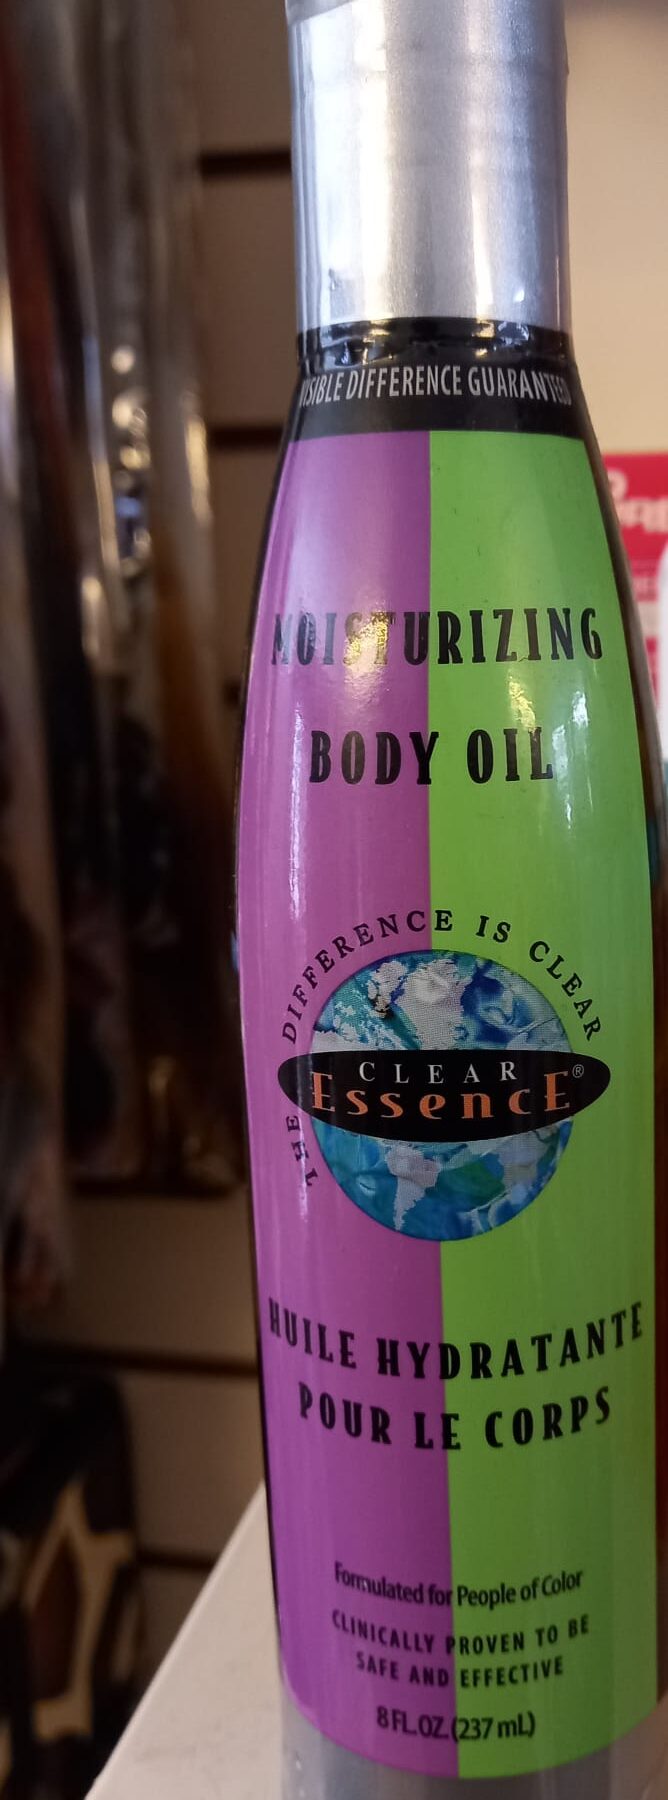 VISIBLE DIFFERENCE GUARANTEED
MOISTURIZING
BODY OIL
THE DIFFERENCE IS CLEAR
CLEAR
EssencE®
HUILE HYDRATANTE
POUR LE CORPS
Formulated for People of Color
CLINICALLY PROVEN TO BE
SAFE AND EFFECTIVE
8 FL.OZ. (237 mL)